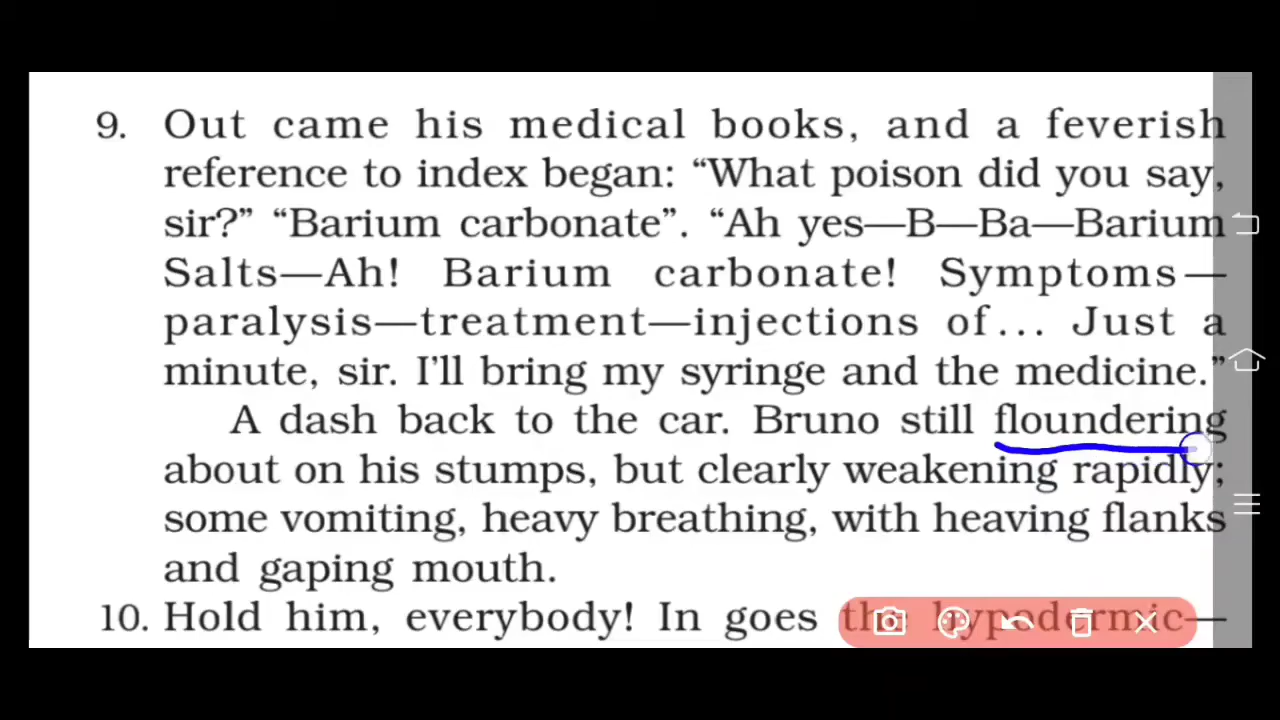 9. Out came his medical books, and a feverish
reference to index began: “What poison did you say,
sir?” “Barium carbonate”. “Ah yes—B—Ba—Barium
Salts—Ah! Barium carbonate! Symptoms—
paralysis—treatment—injections of... Just a
minute, sir. I’ll bring my syringe and the medicine.”
A dash back to the car. Bruno still floundering
about on his stumps, but clearly weakening rapidly;
some vomiting, heavy breathing, with heaving flanks
and gaping mouth.
10. Hold him, everybody! In goes the hypodermic—